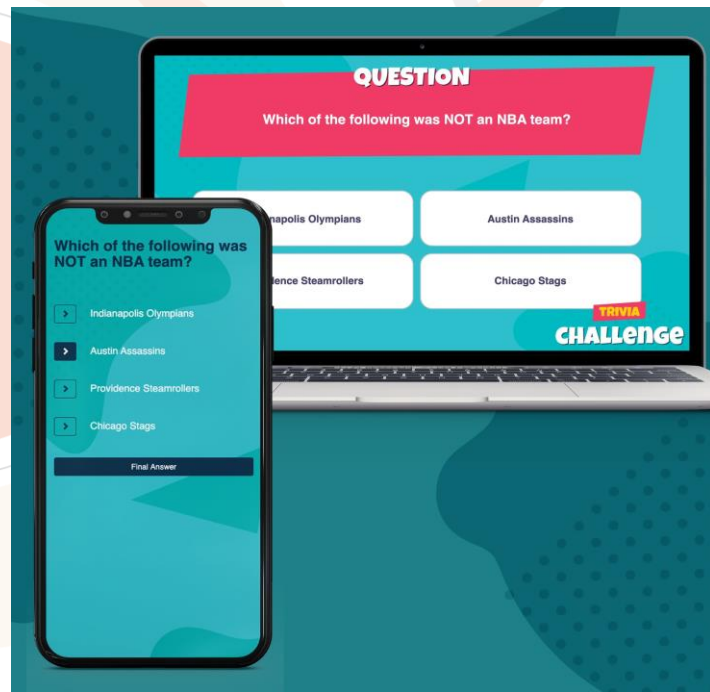 QUESTION
Which of the following was NOT an NBA team?
napolis Olympians
Austin Assassins
ence Steamrollers
Chicago Stags
TRIVIA
CHALLENGE
Which of the following was
NOT an NBA team?
Indianapolis Olympians
Austin Assassins
Providence Steamrollers
Chicago Stags
Final Answer